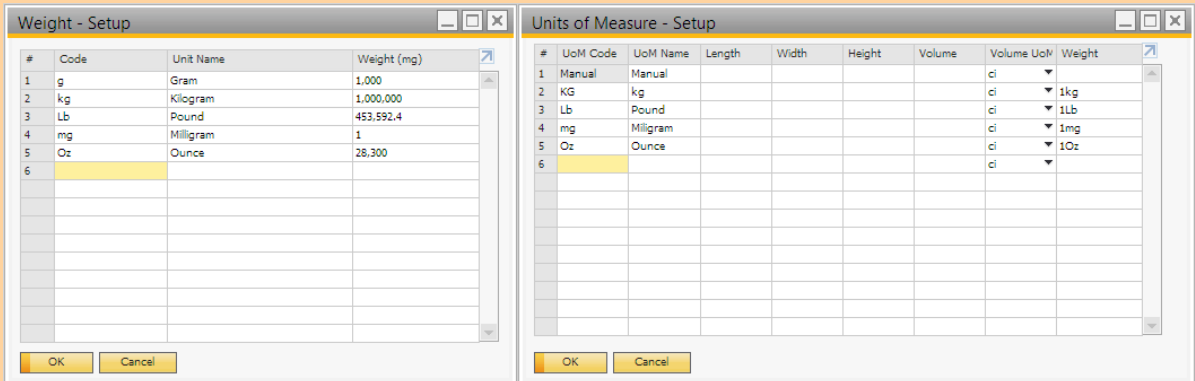 Weight - Setup
# Code Unit Name Weight (mg)
1 g Gram 1,000
2 kg Kilogram 1,000,000
3 Lb Pound 453,592.4
4 mg Milligram 1
5 Oz Ounce 28,300
6
OK Cancel
Units of Measure - Setup
# UoM Code UoM Name Length Width Height Volume Volume UoM Weight
1 Manual Manual ci
2 KG kg ci 1kg
3 Lb Pound ci 1Lb
4 mg Miligram ci 1mg
5 Oz Ounce ci 1Oz
6 ci
OK Cancel